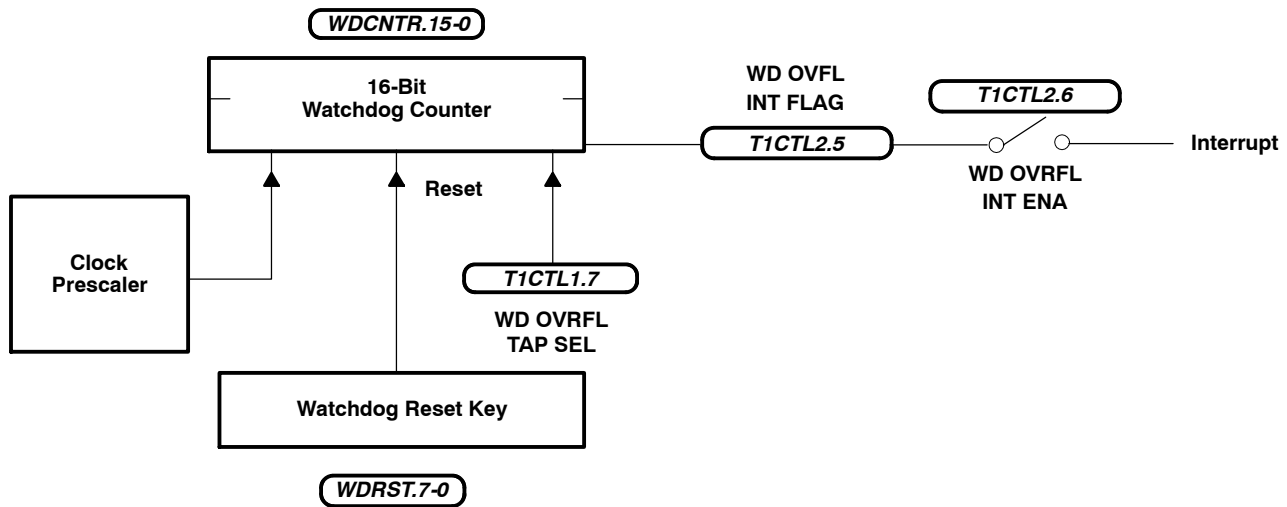 WDCNTR.15-0
16-Bit
Watchdog Counter
WD OVFL
INT FLAG
T1CTL2.6
T1CTL2.5
Interrupt
WD OVRFL
INT ENA
Reset
Clock
Prescaler
T1CTL1.7
WD OVRFL
TAP SEL
Watchdog Reset Key
WDRST.7-0